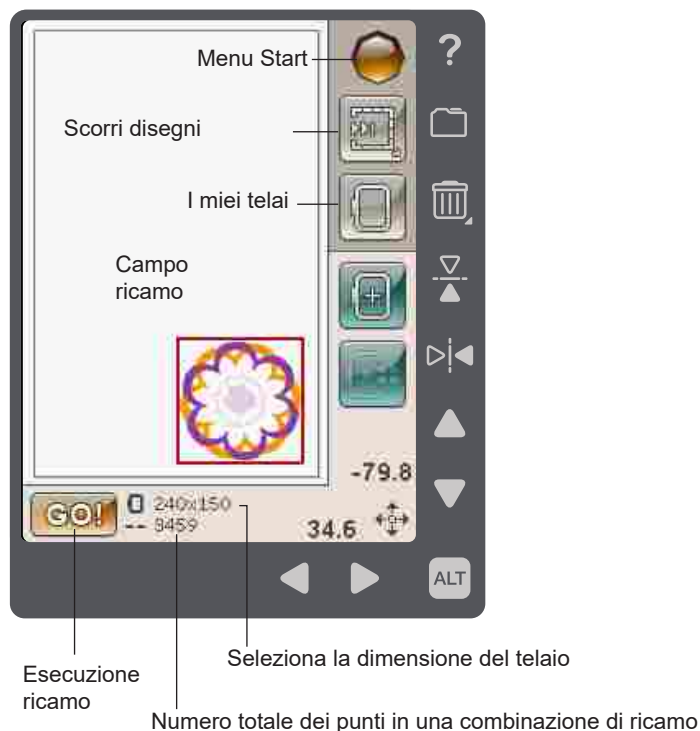 Menu Start
?
Scorri disegni
I miei telai
Campo
ricamo
-79.8
GO!
240x150
34.6
ALT
Seleziona la dimensione del telaio
Esecuzione
ricamo
Numero totale dei punti in una combinazione di ricamo